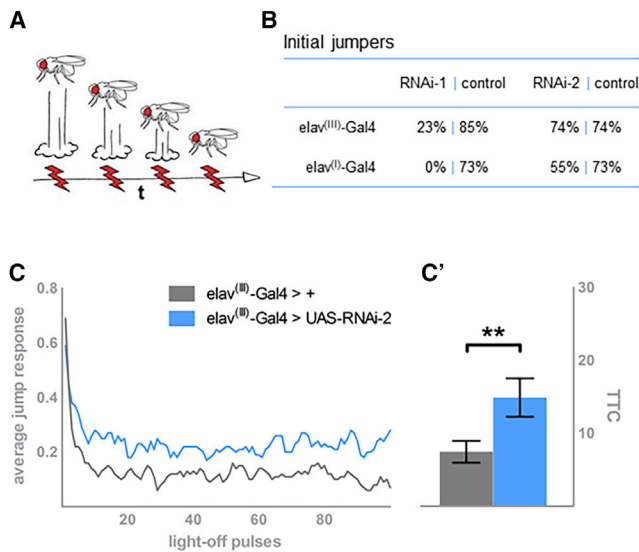 A
t
B
Initial jumpers
RNAi-1 | control RNAi-2 | control
elav(III)-Gal4 23% | 85% 74% | 74%
elav(I)-Gal4 0% | 73% 55% | 73%
C
elav(III)-Gal4 > +
elav(III)-Gal4 > UAS-RNAi-2
average jump response
0.8
0.6
0.4
0.2
20 40 60 80
light-off pulses
C'
**
30
20
10
TTC